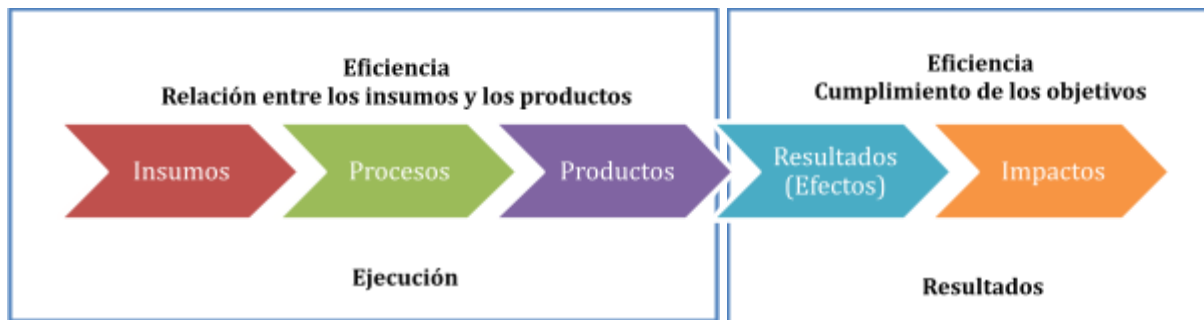 Eficiencia
Relación entre los insumos y los productos
Insumos
Procesos
Productos
Ejecución
Eficiencia
Cumplimiento de los objetivos
Resultados
(Efectos)
Impactos
Resultados